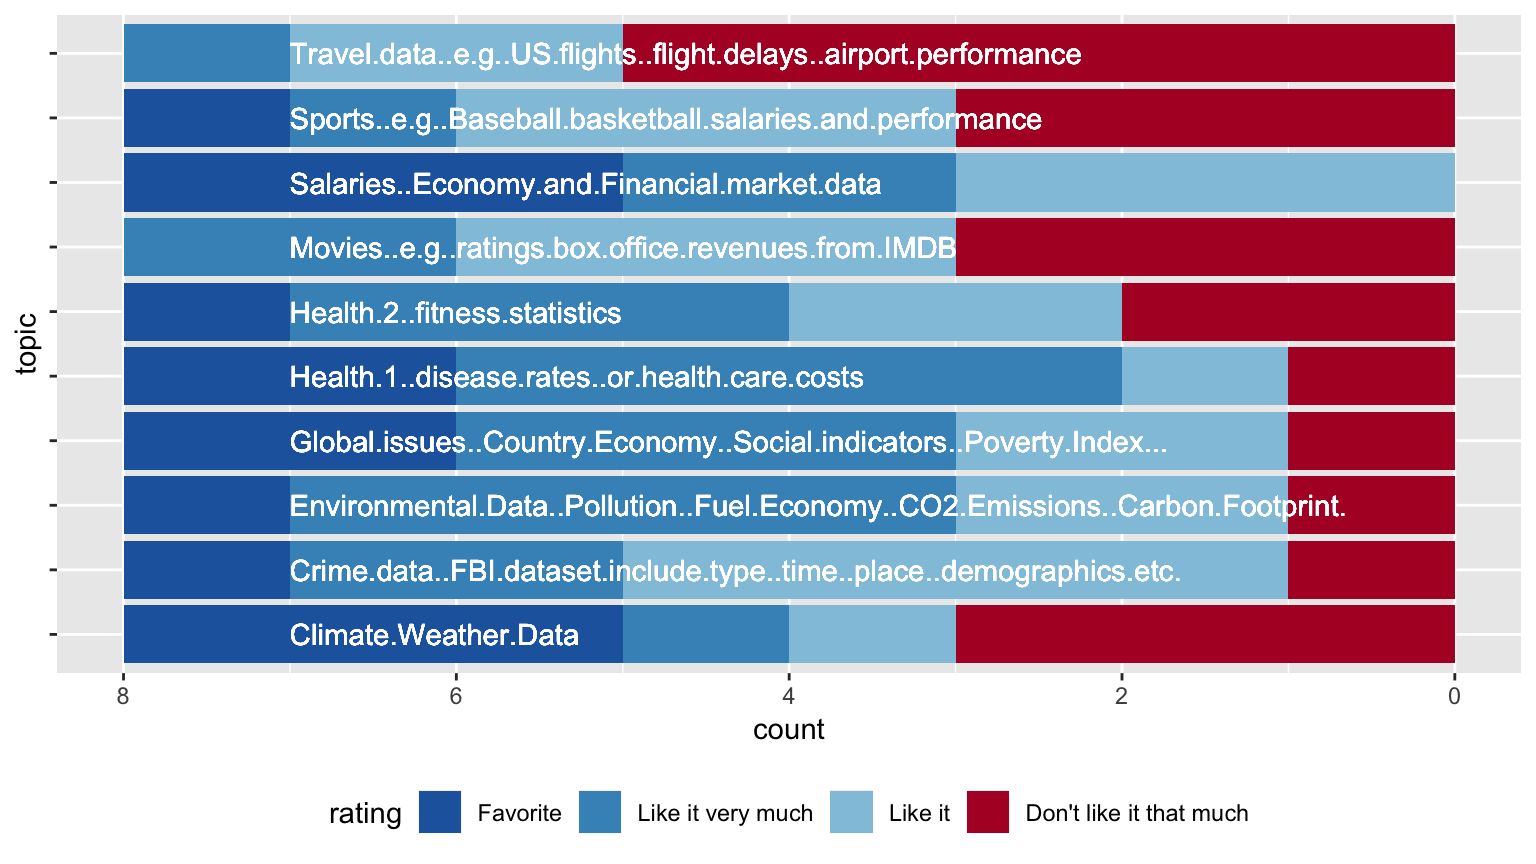 Travel.data..e.g..US.flights..flight.delays..airport.performance
Sports..e.g..Baseball.basketball.salaries.and.performance
Salaries..Economy.and.Financial.market.data
Movies..e.g..ratings.box.office.revenues.from.IMDB
Health.2..fitness.statistics
Health.1..disease.rates..or.health.care.costs
Global.issues..Country.Economy..Social.indicators..Poverty.Index...
Environmental.Data..Pollution..Fuel.Economy..CO2.Emissions..Carbon.Footprint.
Crime.data..FBI.dataset.include.type..time..place..demographics.etc.
Climate.Weather.Data
topic
8 6 4 2 0
count
rating Favorite Like it very much Like it Don't like it that much